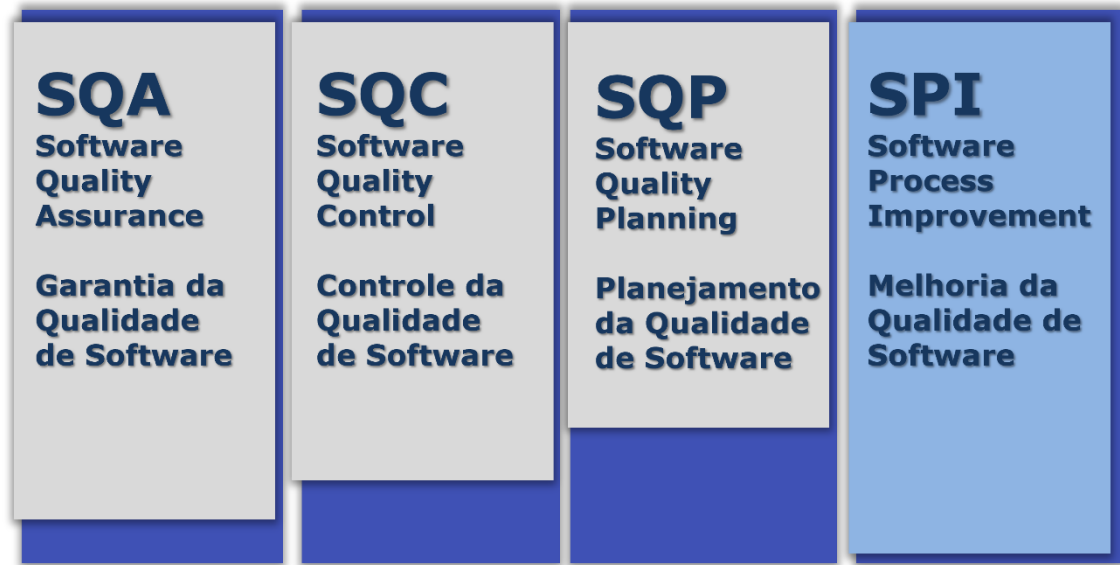 SQA
Software
Quality
Assurance
Garantia da
Qualidade
de Software
SQC
Software
Quality
Control
Controle da
Qualidade
de Software
SQP
Software
Quality
Planning
Planejamento
da Qualidade
de Software
SPI
Software
Process
Improvement
Melhoria da
Qualidade de
Software